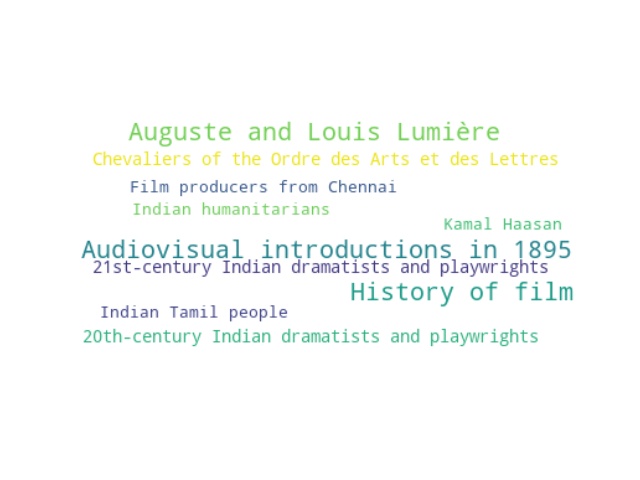 Auguste and Louis Lumière
Chevaliers of the Ordre des Arts et des Lettres
Film producers from Chennai
Indian humanitarians
Kamal Haasan
Audiovisual introductions in 1895
21st-century Indian dramatists and playwrights
History of film
Indian Tamil people
20th-century Indian dramatists and playwrights